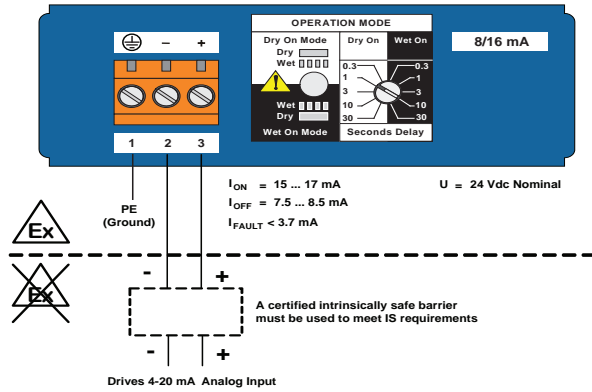 OPERATION MODE
Dry On Mode
Dry
Wet
Wet
Dry
Wet On Mode
Dry On Wet On
0.3 0.3
1 1
3 3
10 10
30 30
Seconds Delay
8/16 mA
- +
1 2 3
PE
(Ground)
I ON = 15 ... 17 mA
I OFF = 7.5 ... 8.5 mA
I FAULT < 3.7 mA
U = 24 Vdc Nominal
Ex
Ex
- +
A certified intrinsically safe barrier
must be used to meet IS requirements
- +
Drives 4-20 mA Analog Input